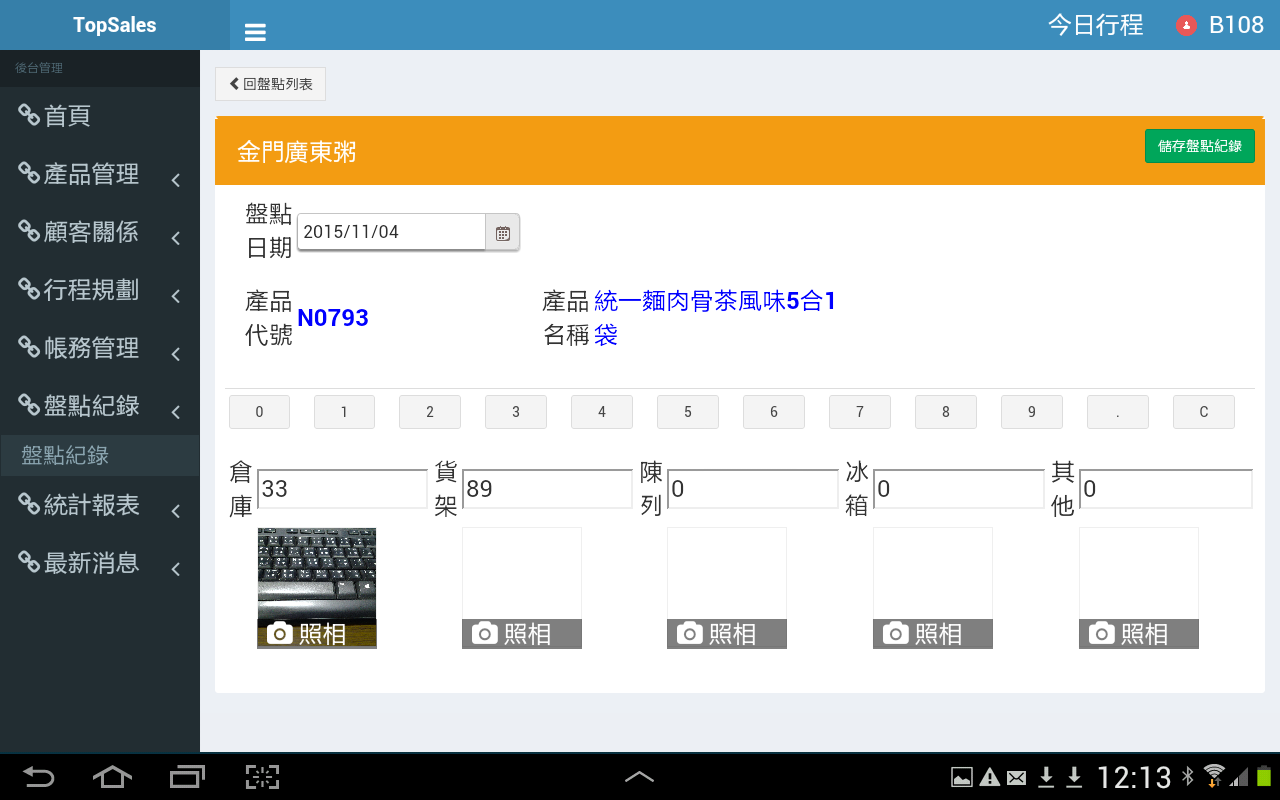 TopSales
今日行程
B108
後台管理
首頁
產品管理
顧客關係
行程規劃
帳務管理
盤點紀錄
盤點紀錄
統計報表
最新消息
回盤點列表
金門廣東粥
儲存盤點紀錄
盤點
日期
2015/11/04
產品
代號
N0793
產品
名稱
統一麵肉骨茶風味5合1
袋
0 1 2 3 4 5 6 7 8 9 . C
倉
庫
33
貨
架
89
陳
列
0
冰
箱
0
其
他
0
照相 照相 照相 照相 照相
12:13